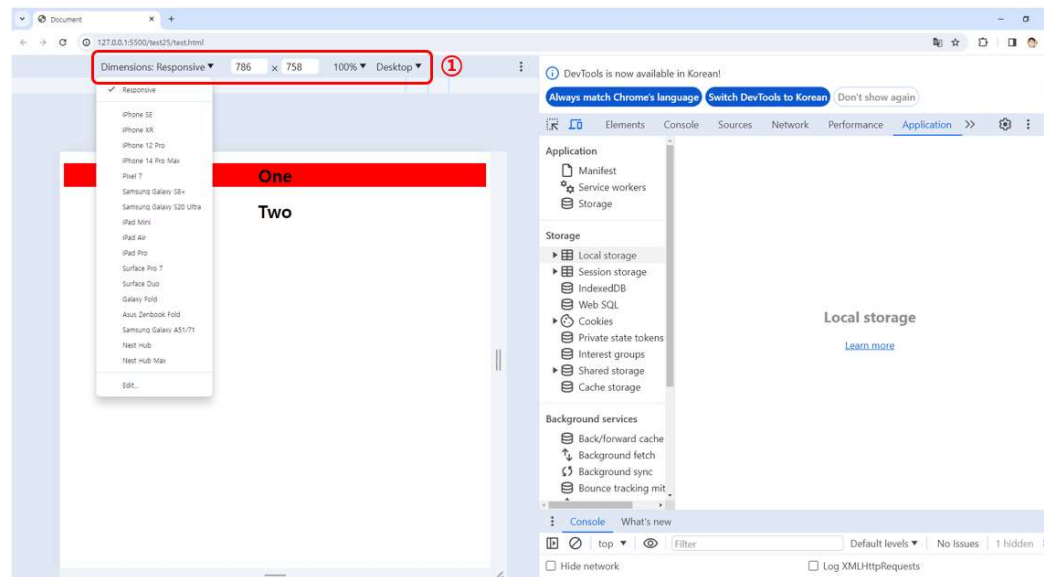 Document
127.0.0.1:5500/test25/test.html
Dimensions: Responsive ▼ 786 × 758 100% ▼ Desktop ▼ ①
✓ Responsive
iPhone SE
iPhone XR
iPhone 12 Pro
iPhone 14 Pro Max
Pixel 7
Samsung Galaxy S8+
Samsung Galaxy S20 Ultra
iPad Mini
iPad Air
iPad Pro
Surface Pro 7
Surface Duo
Galaxy Fold
Asus Zenbook Fold
Samsung Galaxy A51/71
Nest Hub
Nest Hub Max
Edit...
One
Two
DevTools is now available in Korean!
Always match Chrome's language Switch DevTools to Korean Don't show again
Elements Console Sources Network Performance Application >>
Application
Manifest
Service workers
Storage
Storage
Local storage
Session storage
IndexedDB
Web SQL
Cookies
Private state tokens
Interest groups
Shared storage
Cache storage
Background services
Back/forward cache
Background fetch
Background sync
Bounce tracking mit
Local storage
Learn more
Console What's new
top ▼ Filter Default levels ▼ No Issues 1 hidden
Hide network Log XMLHttpRequests